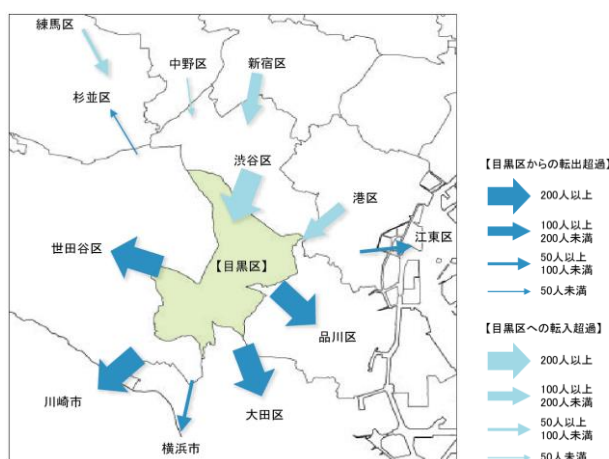 練馬区
中野区
新宿区
杉並区
渋谷区
港区
江東区
世田谷区
【目黒区】
品川区
川崎市
大田区
横浜市
【目黒区からの転出超過】
200人以上
100人以上
200人未満
50人以上
100人未満
50人未満
【目黒区への転入超過】
200人以上
100人以上
200人未満
50人以上
100人未満
50人未満